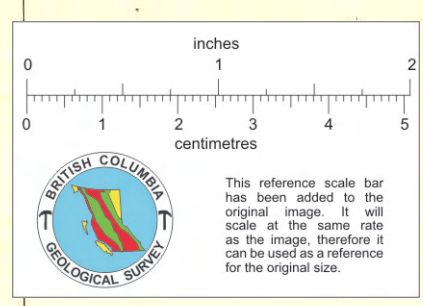 inches
0 1 2
0 1 2 3 4 5
centimetres
BRITISH COLUMBIA
GEOLOGICAL SURVEY
This reference scale bar
has been added to the
original image. It will
scale at the same rate
as the image, therefore it
can be used as a reference
for the original size.